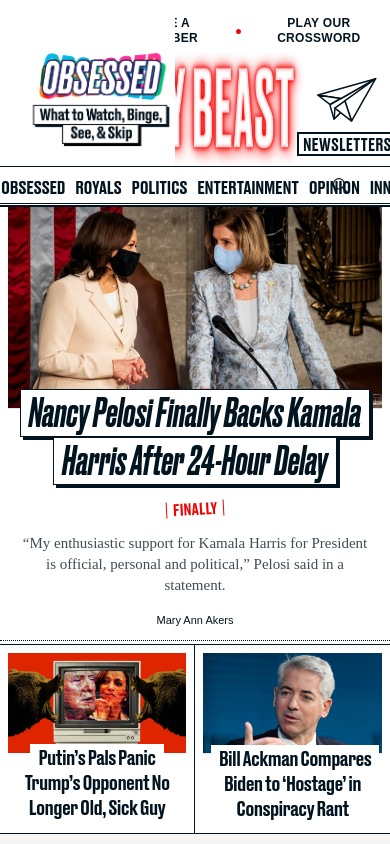 PLAY OUR
CROSSWORD
OBSESSED
What to Watch, Binge,
See, & Skip
BEAST
NEWSLETTERS
OBSESSED ROYALS POLITICS ENTERTAINMENT OPINION INN
Nancy Pelosi Finally Backs Kamala
Harris After 24-Hour Delay
FINALLY
“My enthusiastic support for Kamala Harris for President
is official, personal and political,” Pelosi said in a
statement.
Mary Ann Akers
Putin’s Pals Panic
Trump’s Opponent No
Longer Old, Sick Guy
Bill Ackman Compares
Biden to ‘Hostage’ in
Conspiracy Rant